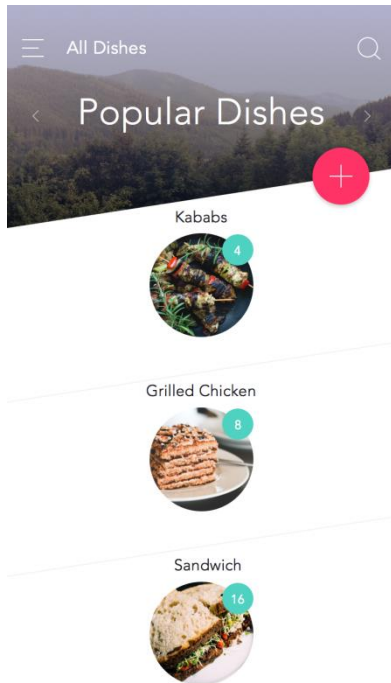 All Dishes
Popular Dishes
Kababs
4
Grilled Chicken
8
Sandwich
16